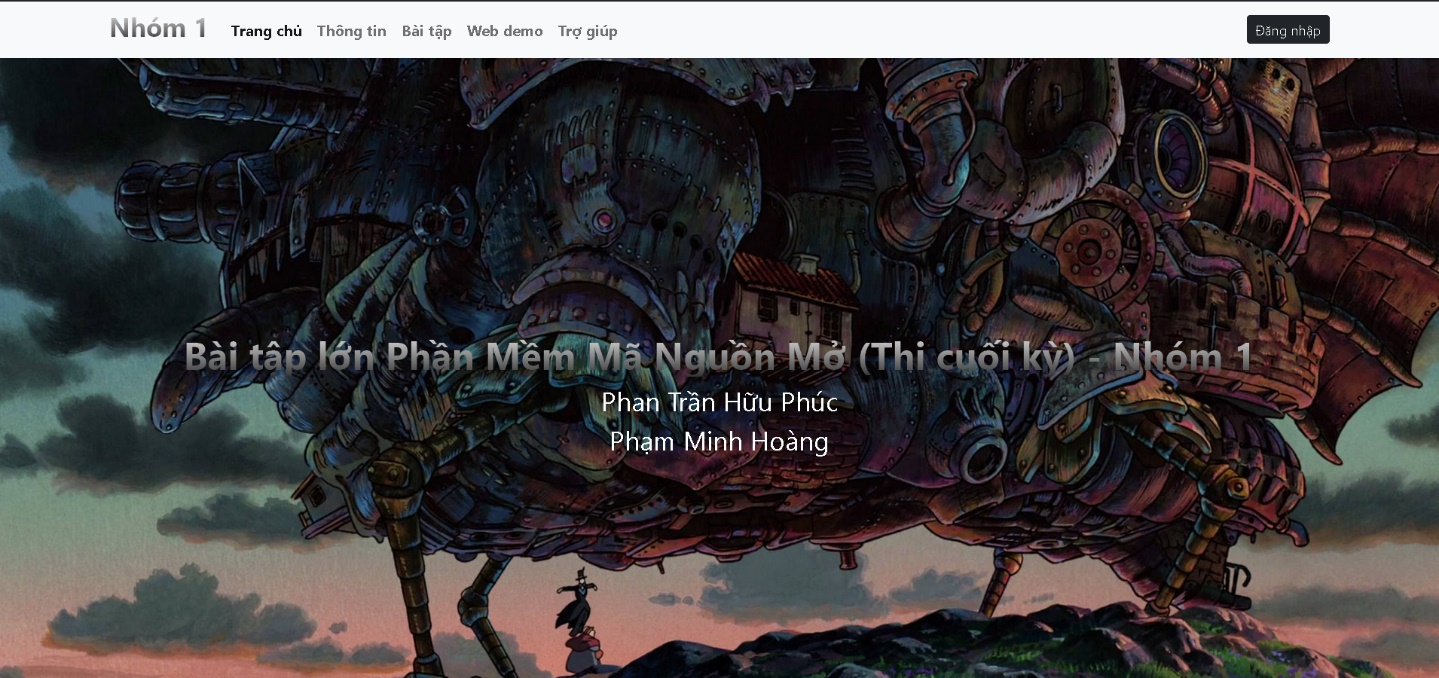 Nhóm 1
Trang chủ Thông tin Bài tập Web demo Trợ giúp
Đăng nhập
Bài tâp lớn Phần Mềm Mã Nguồn Mở (Thi cuối kỳ) - Nhóm 1
Phan Trần Hữu Phúc
Phạm Minh Hoàng